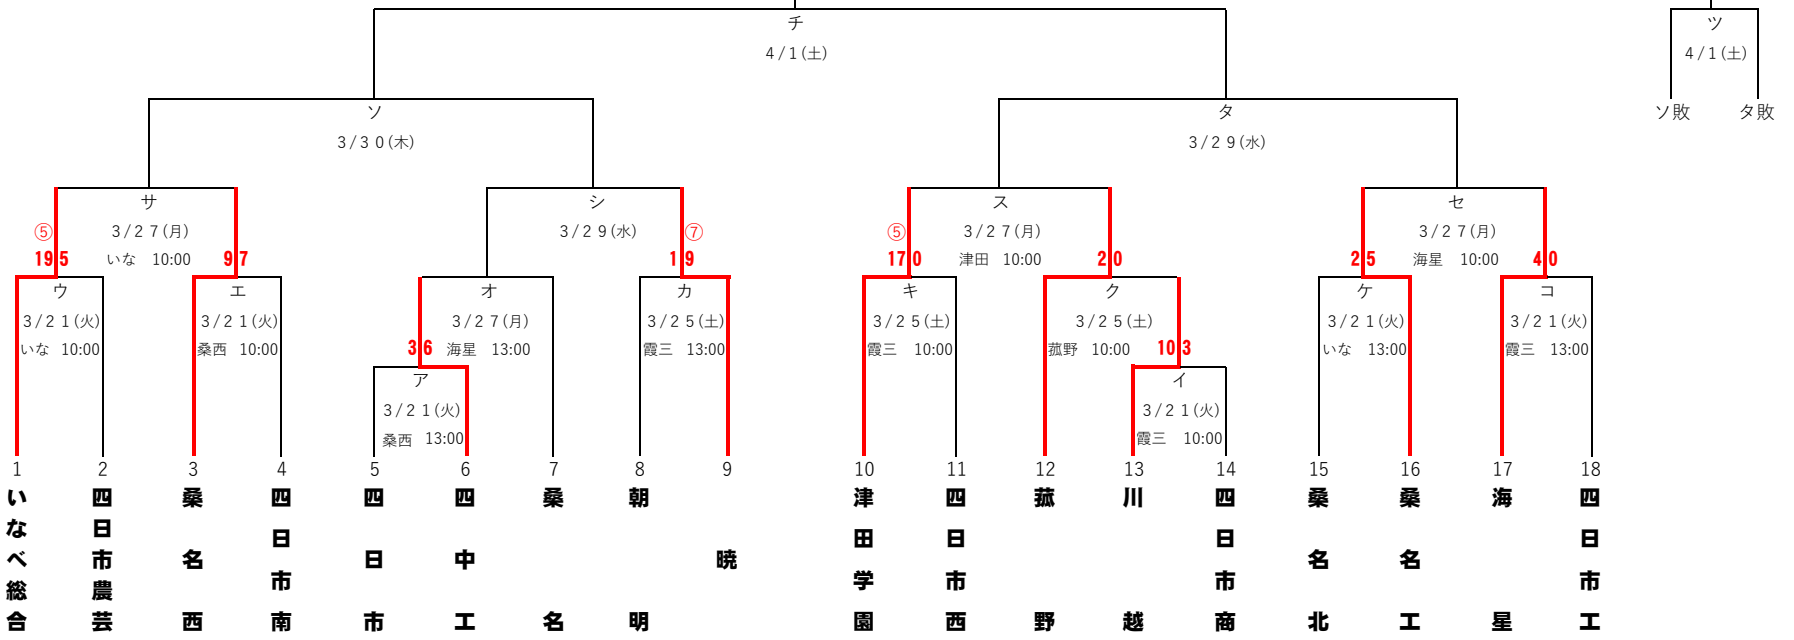 チ
ツ
4/1(土)
4/1(土)
ソ
タ
ソ敗
タ敗
3/30(木)
3/29(水)
サ
シ
ス
セ
⑤ 3/27(月)
3/29(水) ⑦
⑤ 3/27(月)
3/27(月)
19 5 いな 10:00 9 7
1 9
17 0 津田 10:00 2 0
2 5 海星 10:00 4 0
ウ
エ
オ
カ
キ
ク
ケ
コ
3/21(火)
3/21(火)
3/27(月)
3/25(土)
3/25(土)
3/25(土)
3/21(火)
3/21(火)
いな 10:00
桑西 10:00
3 6 海星 13:00
霞三 13:00
霞三 10:00
菰野 10:00 10 3
いな 13:00
霞三 13:00
ア
イ
3/21(火)
3/21(火)
桑西 13:00
霞三 10:00
1 2 3 4 5 6 7 8 9 10 11 12 13 14 15 16 17 18
いなべ総合
四日市農芸
桑名西
四日市南
四日市
四中工
桑名
朝明
暁
津田学園
四日市西
菰野
川越
四日市商
桑名北
桑名工
海星
四日市工